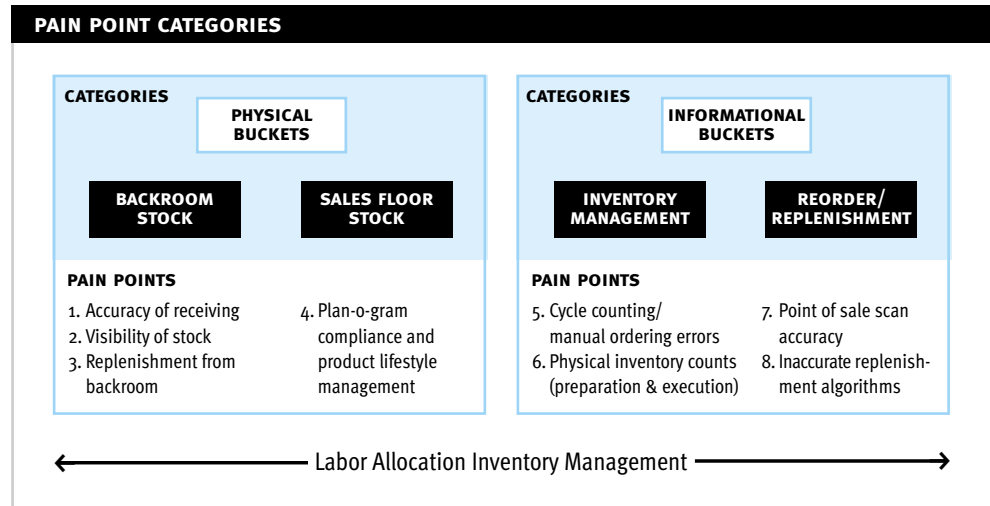 PAIN POINT CATEGORIES
CATEGORIES
PHYSICAL
BUCKETS
BACKROOM
STOCK
SALES FLOOR
STOCK
PAIN POINTS
1. Accuracy of receiving
2. Visibility of stock
3. Replenishment from
backroom
4. Plan-o-gram
compliance and
product lifestyle
management
CATEGORIES
INFORMATIONAL
BUCKETS
INVENTORY
MANAGEMENT
REORDER/
REPLENISHMENT
PAIN POINTS
5. Cycle counting/
manual ordering errors
6. Physical inventory counts
(preparation & execution)
7. Point of sale scan
accuracy
8. Inaccurate replenish-
ment algorithms
Labor Allocation Inventory Management